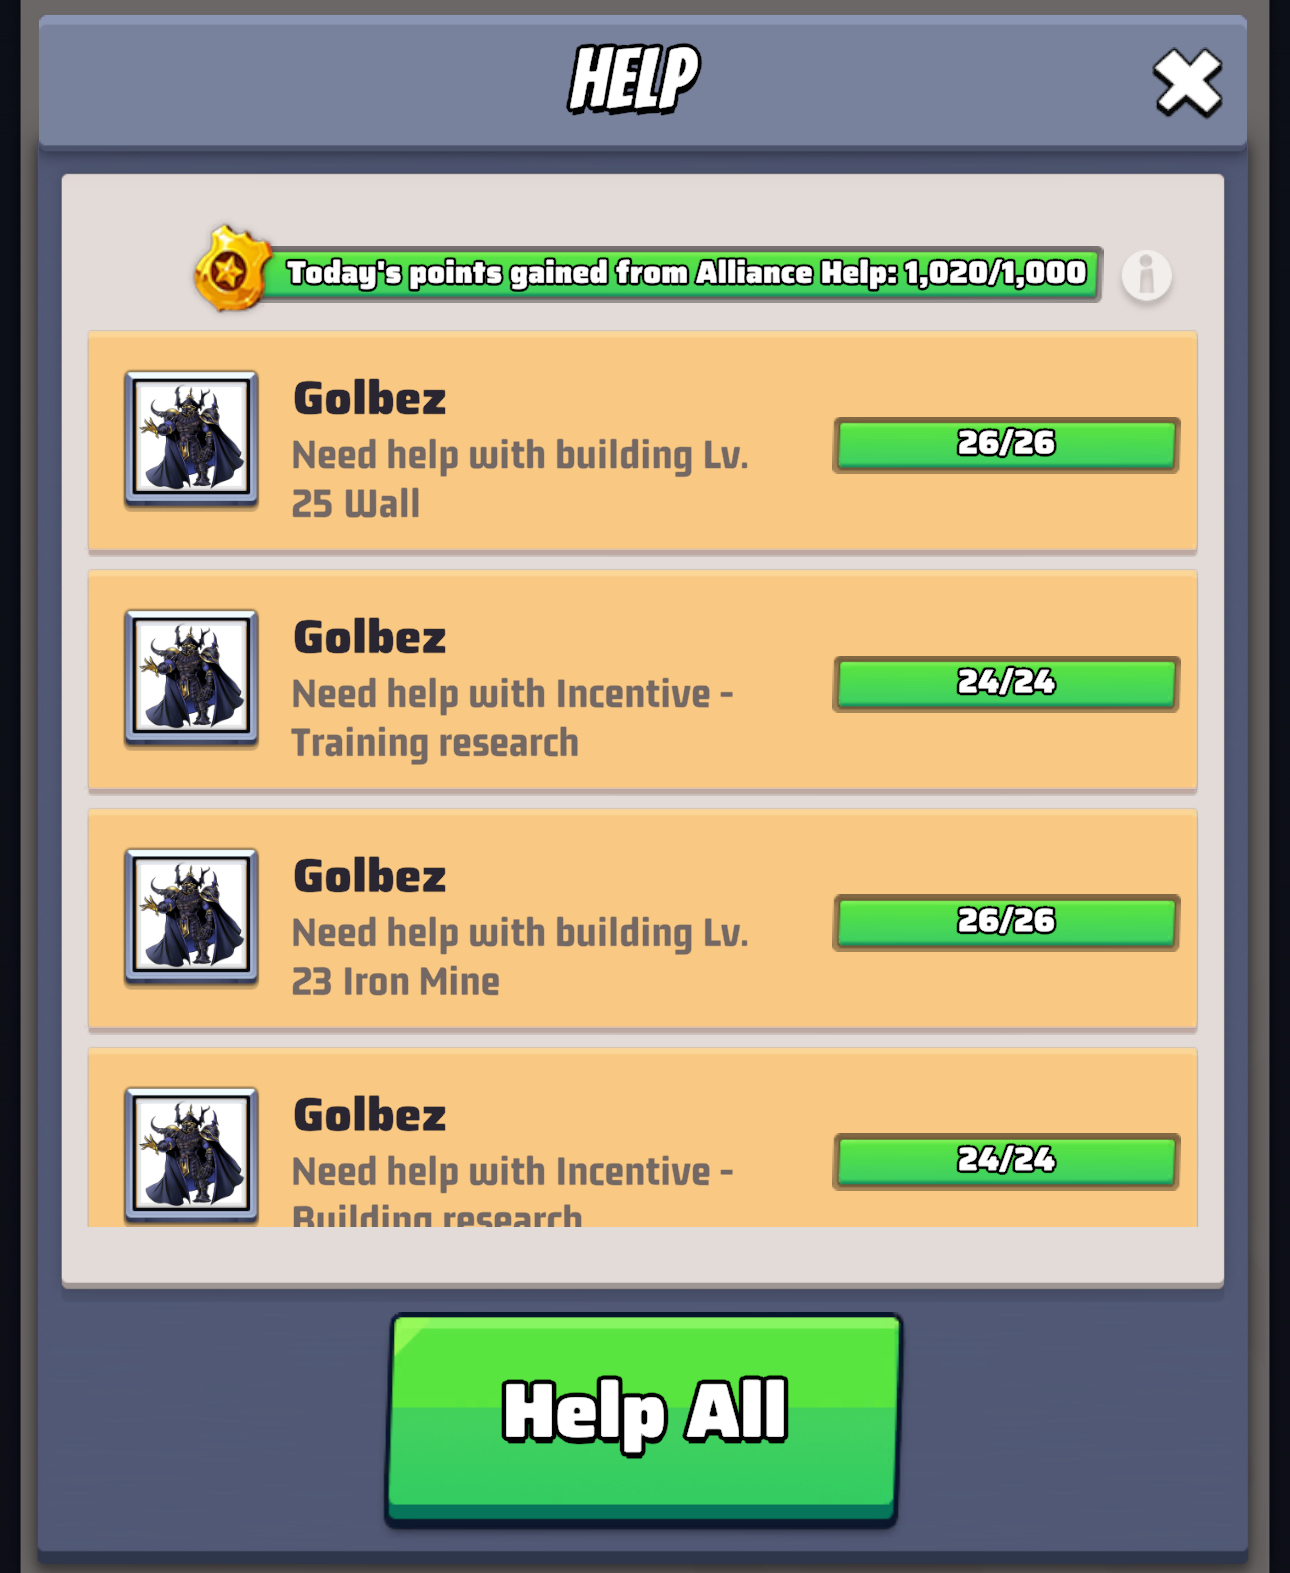 HELP
Today's points gained from Alliance Help: 1,020/1,000
Golbez
Need help with building Lv.
25 Wall
26/26
Golbez
Need help with Incentive -
Training research
24/24
Golbez
Need help with building Lv.
23 Iron Mine
26/26
Golbez
Need help with Incentive -
Building research
24/24
Help All